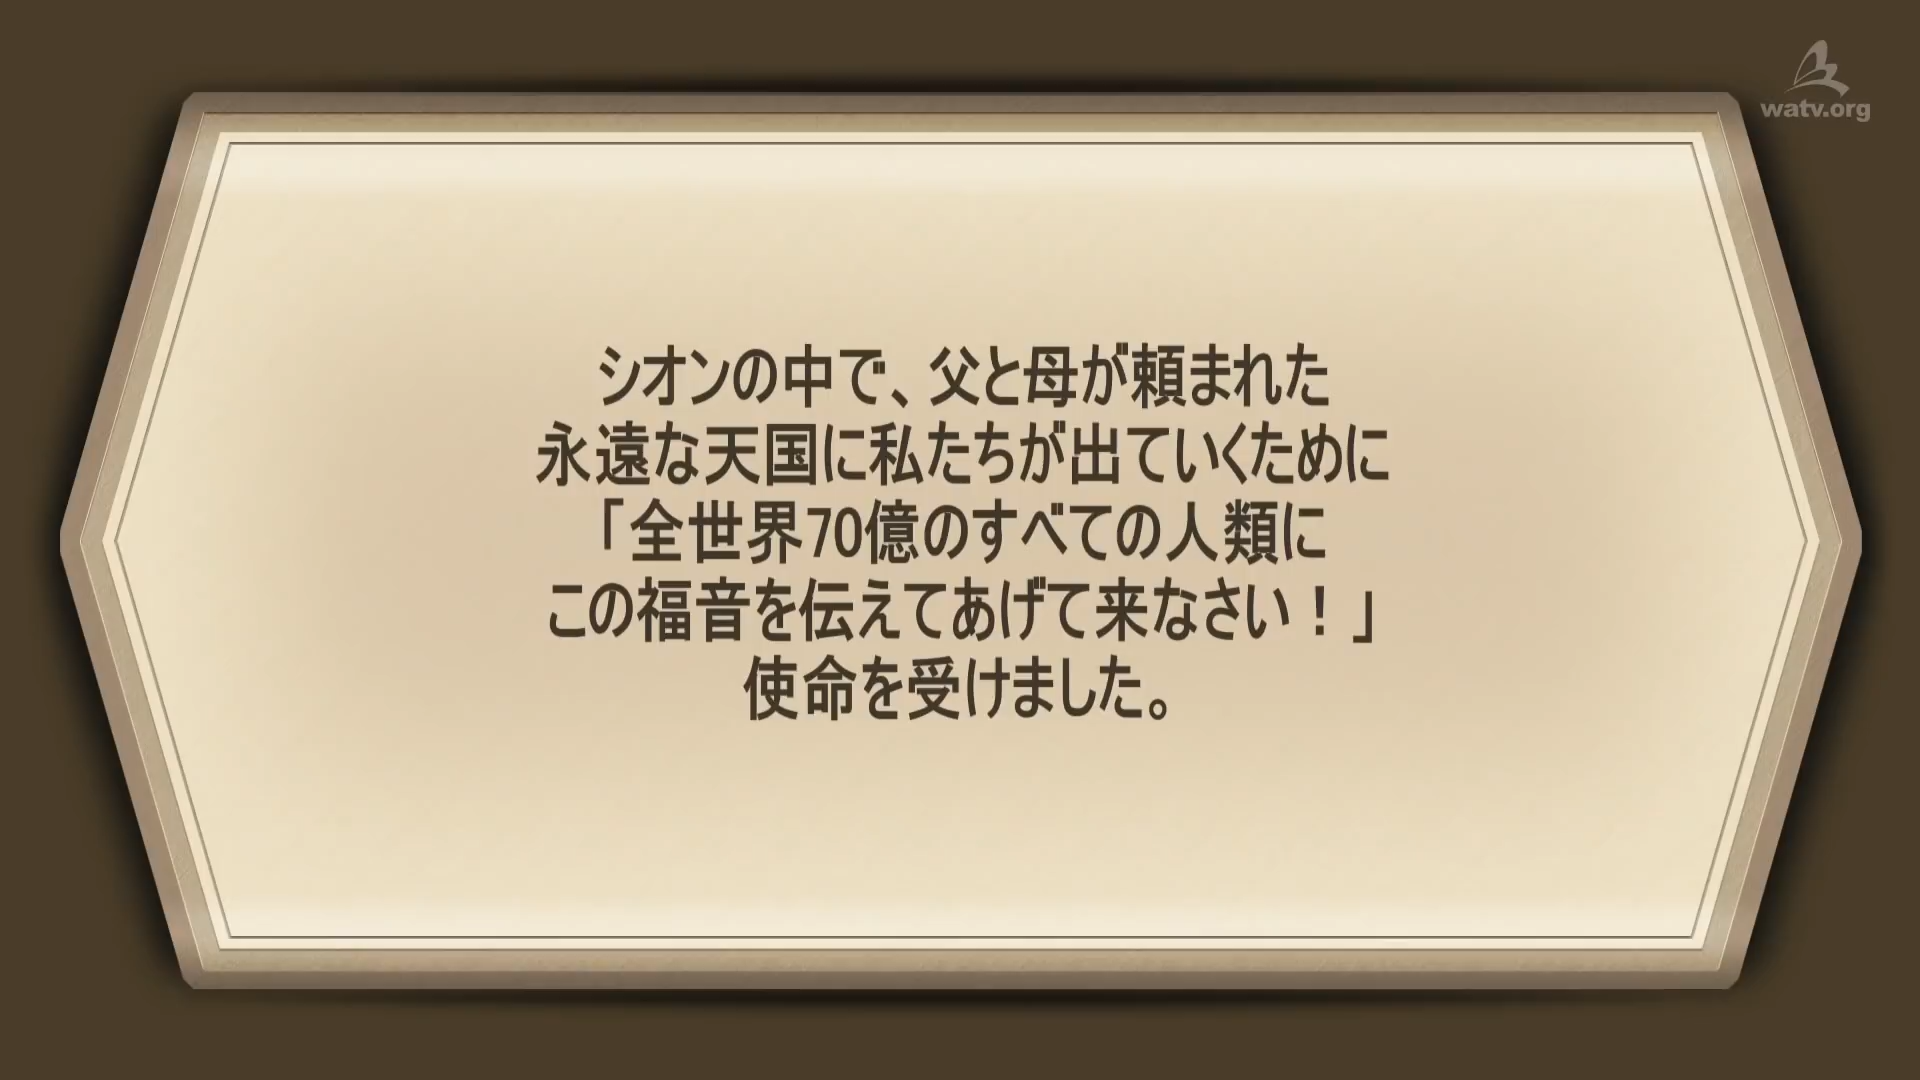 watv.org
シオンの中で、父と母が頼まれた
永遠な天国に私たちが出ていくために
「全世界70億のすべての人類に
この福音を伝えてあげて来なさい！」
使命を受けました。